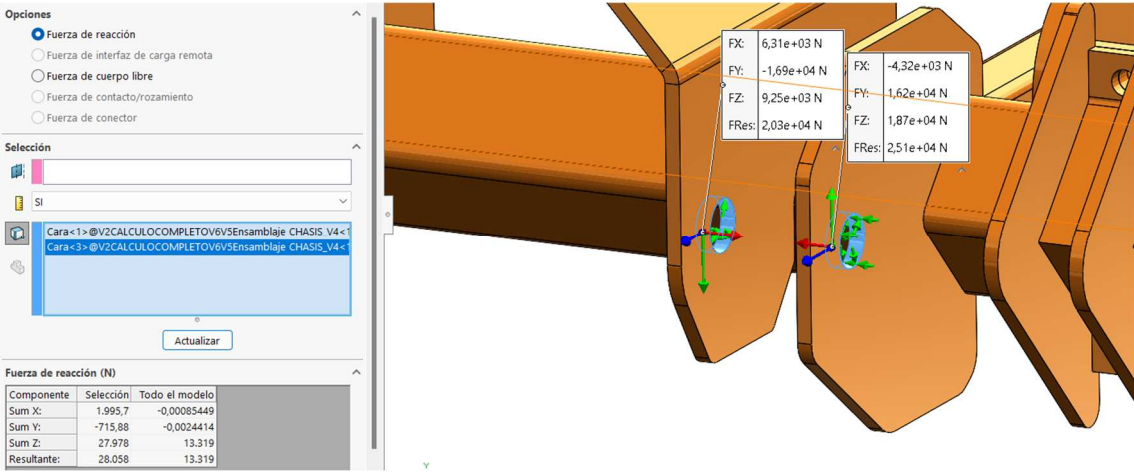 Opciones
Fuerza de reacción
Fuerza de interfaz de carga remota
Fuerza de cuerpo libre
Fuerza de contacto/rozamiento
Fuerza de conector
Selección
SI
Cara<1>@V2CALCULOCOMPLETOV6V5Ensamblaje CHASIS_V4<1
Cara<3>@V2CALCULOCOMPLETOV6V5Ensamblaje CHASIS_V4<1
Actualizar
Fuerza de reacción (N)
Componente Selección Todo el modelo
Sum X: 1.995,7 -0,00085449
Sum Y: -715,88 -0,0024414
Sum Z: 27.978 13.319
Resultante: 28.058 13.319
FX: 6,31e+03 N
FY: -1,69e+04 N
FZ: 9,25e+03 N
FRes: 2,03e+04 N
FX: -4,32e+03 N
FY: 1,62e+04 N
FZ: 1,87e+04 N
FRes: 2,51e+04 N
Y